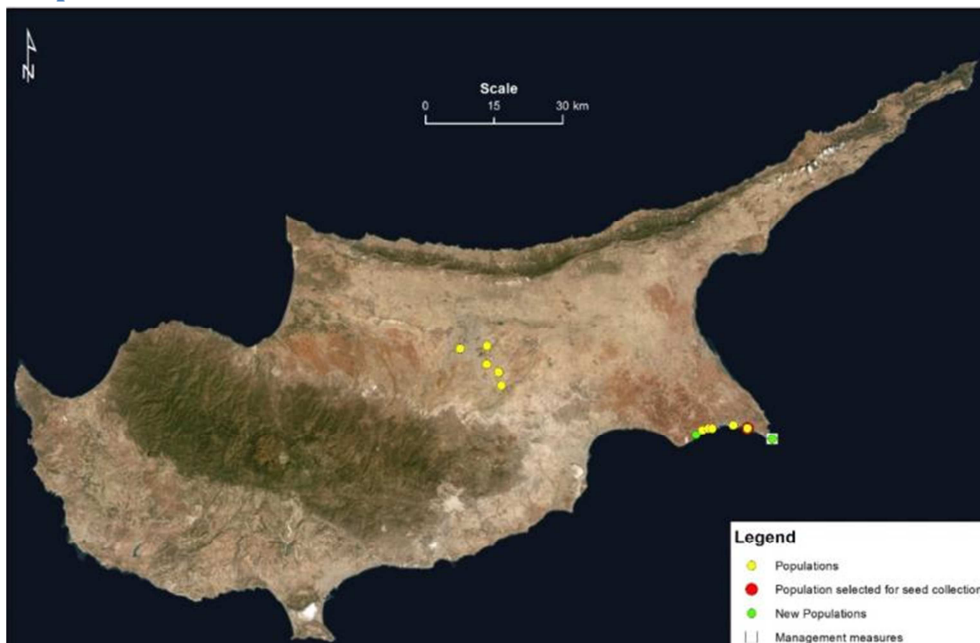 N
Scale
0 15 30 km
Legend
Populations
Population selected for seed collection
New Populations
Management measures